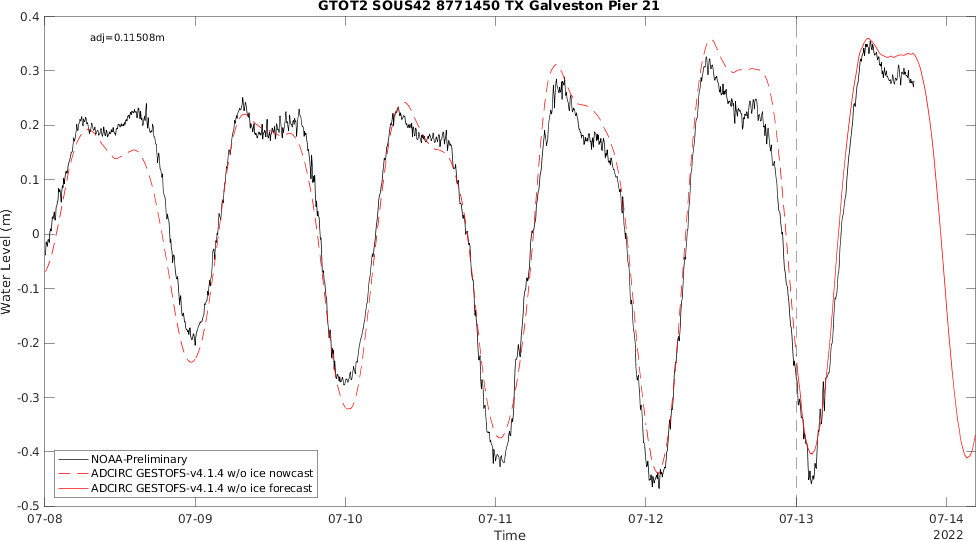 GTOT2 SOUS42 8771450 TX Galveston Pier 21
0.4
adj=0.11508m
0.3
0.2
0.1
0
-0.1
-0.2
-0.3
-0.4
-0.5
Water Level (m)
NOAA-Preliminary
ADCIRC GESTOFS-v4.1.4 w/o ice nowcast
ADCIRC GESTOFS-v4.1.4 w/o ice forecast
07-08 07-09 07-10 07-11 07-12 07-13 07-14
Time
2022